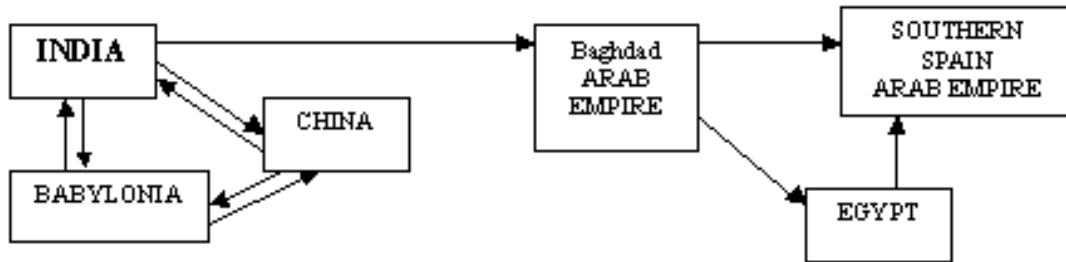 INDIA
CHINA
BABYLONIA
Baghdad
ARAB
EMPIRE
SOUTHERN
SPAIN
ARAB EMPIRE
EGYPT